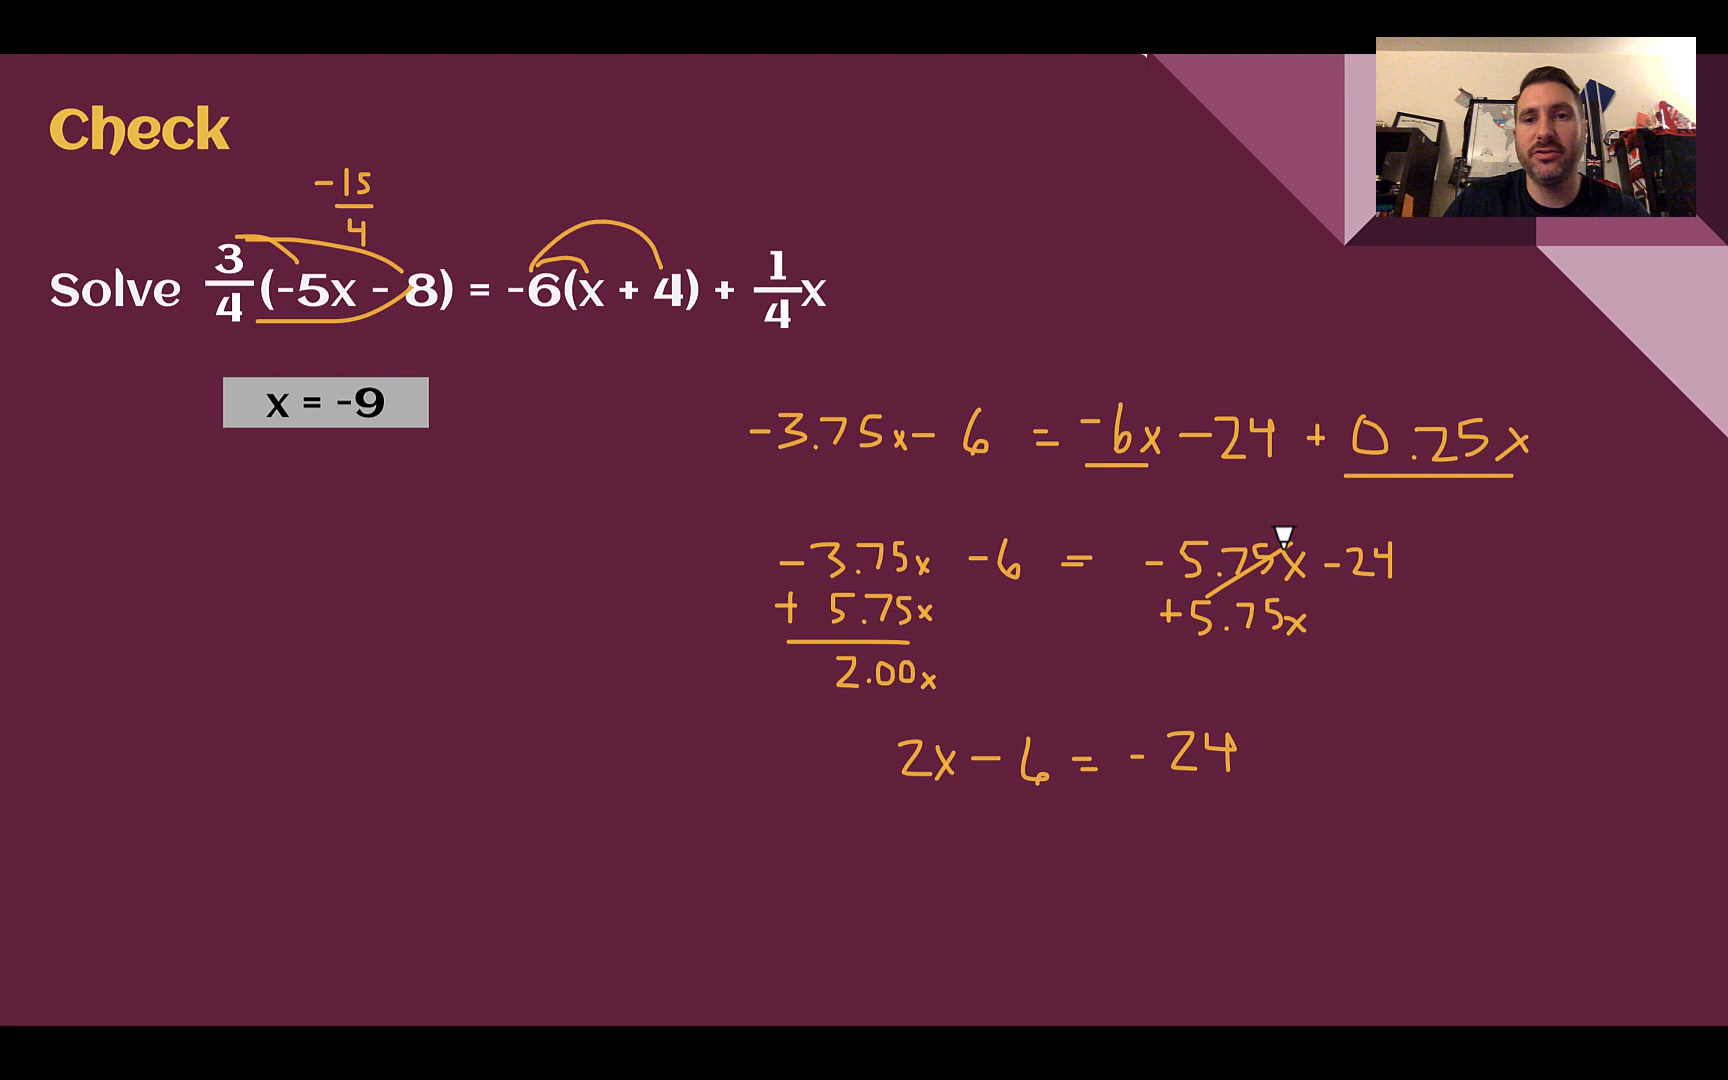 Check
-15
4
Solve 3/4(-5x - 8) = -6(x + 4) + 1/4x
x = -9
-3.75x - 6 = -6x - 24 + 0.25x
-3.75x - 6 = -5.75x - 24
+ 5.75x +5.75x
2.00x
2x - 6 = - 24